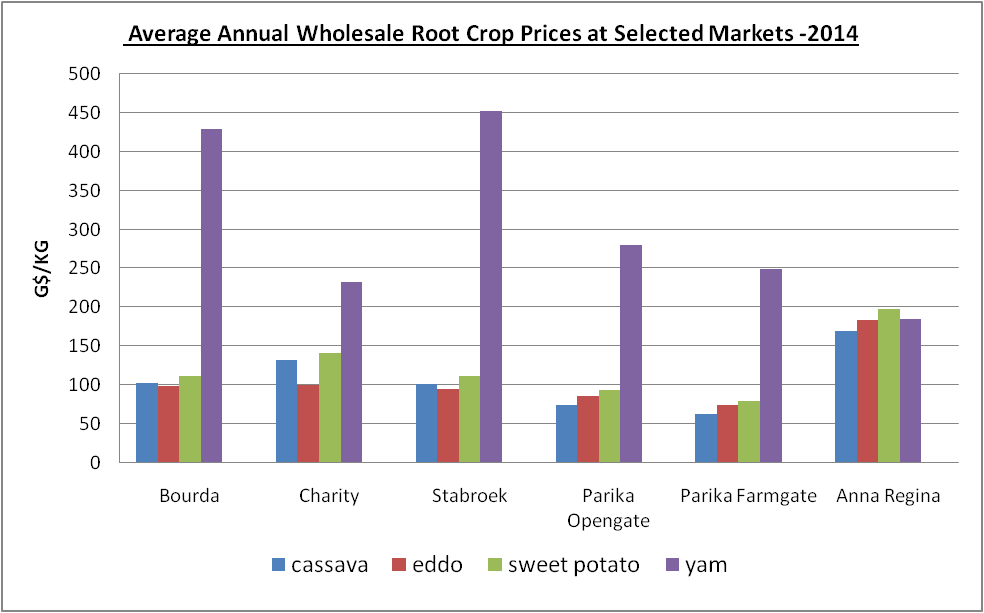 Average Annual Wholesale Root Crop Prices at Selected Markets -2014
500
450
400
350
300
250
200
150
100
50
0
G$/KG
Bourda
Charity
Stabroek
Parika
Opengate
Parika Farmgate
Anna Regina
cassava
eddo
sweet potato
yam